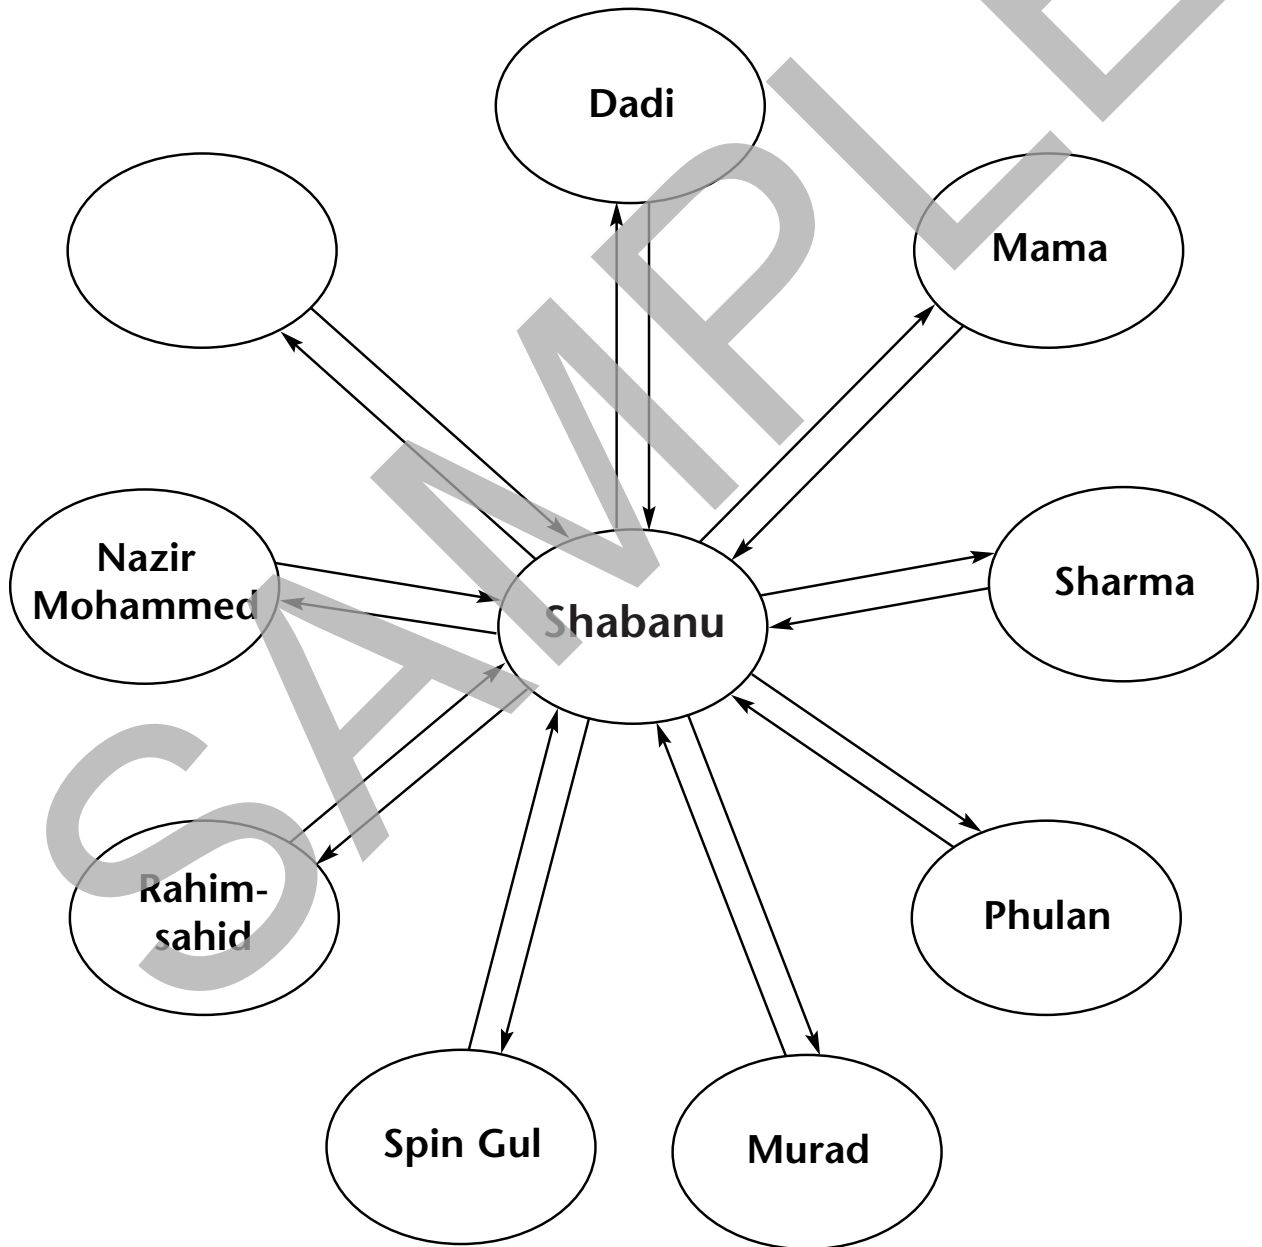 Dadi
Mama
Nazir
Mohammed
Sharma
Shabanu
Rahim-
sahid
Phulan
Spin Gul
Murad
SAMPLE